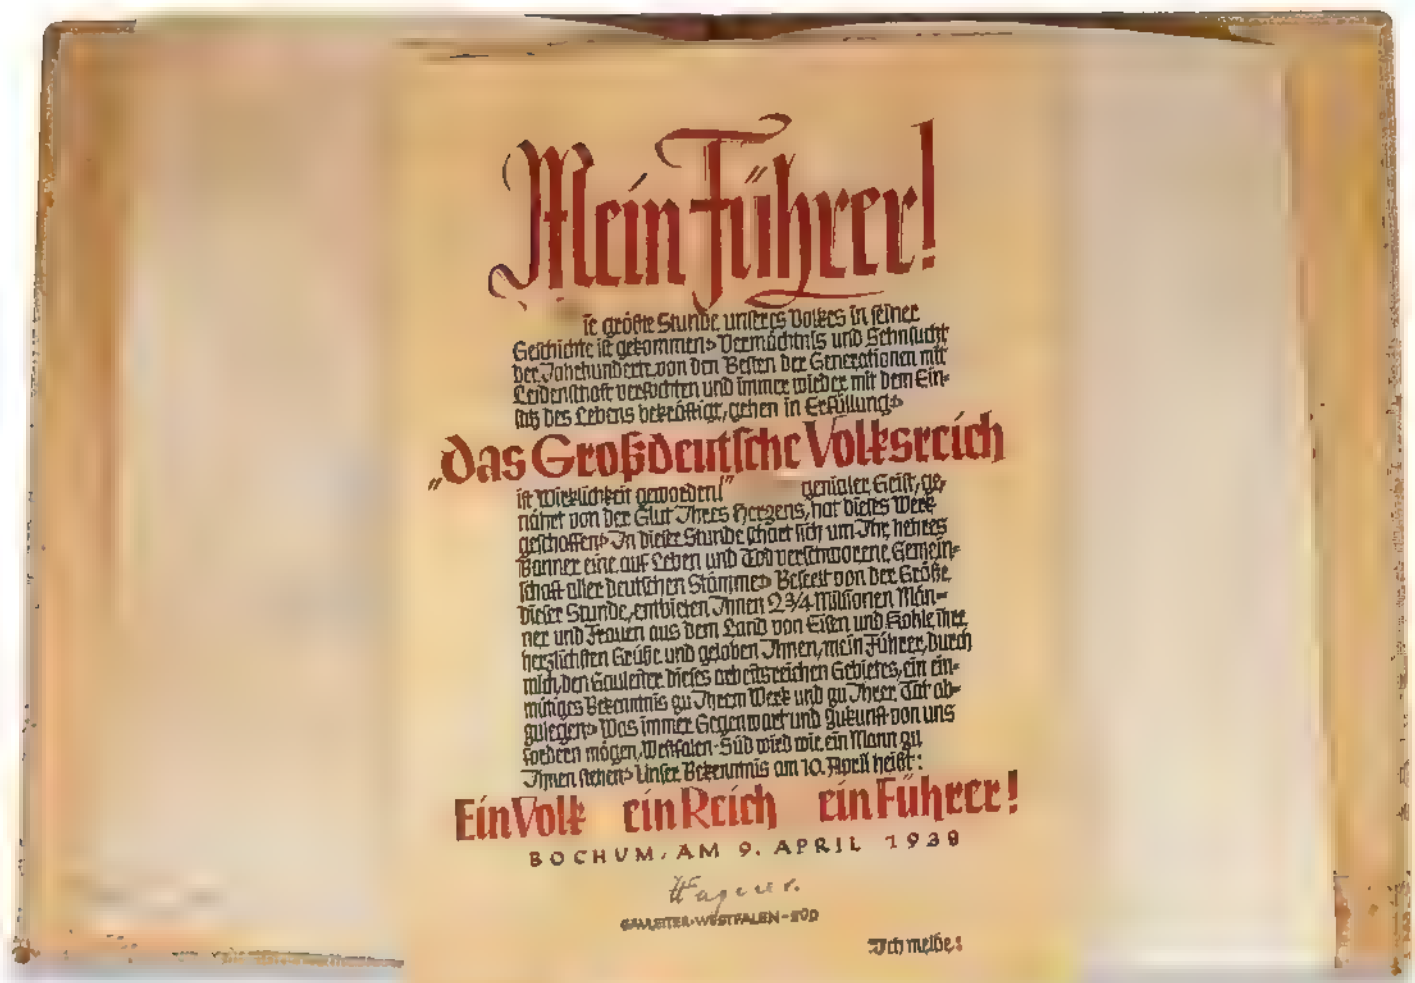 Mein Führer!
ie größte Stunde unseres Volkes in seiner
Geschichte ist gekommen Vermächtnis und Sehnsucht
der Jahrhunderte, von den Besten der Generationen mit
Leidenschaft verfochten und immer wieder mit dem Ein-
satz des Lebens bekräftigt, gehen in Erfüllung
„Das Großdeutsche Volksreich
ist Wirklichkeit geworden!“ genialer Geist, ge-
nährt von der Glut Ihres Herzens, hat dieses Werk
geschaffen In dieser Stunde schart sich um Ihr hehres
Banner eine auf Leben und Tod verschworene Gemein-
schaft aller deutschen Stämme Beseelt von der Größe
dieser Stunde, entbieten Ihnen 2 3/4 Millionen Män-
ner und Frauen aus dem Land von Eisen und Kohle ihre
herzlichsten Grüße und geloben Ihnen, mein Führer, durch
mich, den Gauleiter dieses arbeitsreichen Gebietes, ein ein-
mütiges Bekenntnis zu Ihrem Werk und zu Ihrer Tat ab-
zulegen Was immer Gegenwart und Zukunft von uns
fordern mögen, Westfalen-Süd wird wie ein Mann zu
Ihnen stehen Unser Bekenntnis am 10. April heißt:
Ein Volk ein Reich ein Führer!
BOCHUM, AM 9. APRIL 1938
Wagner.
GAULEITER-WESTFALEN-SÜD
Ich melde: